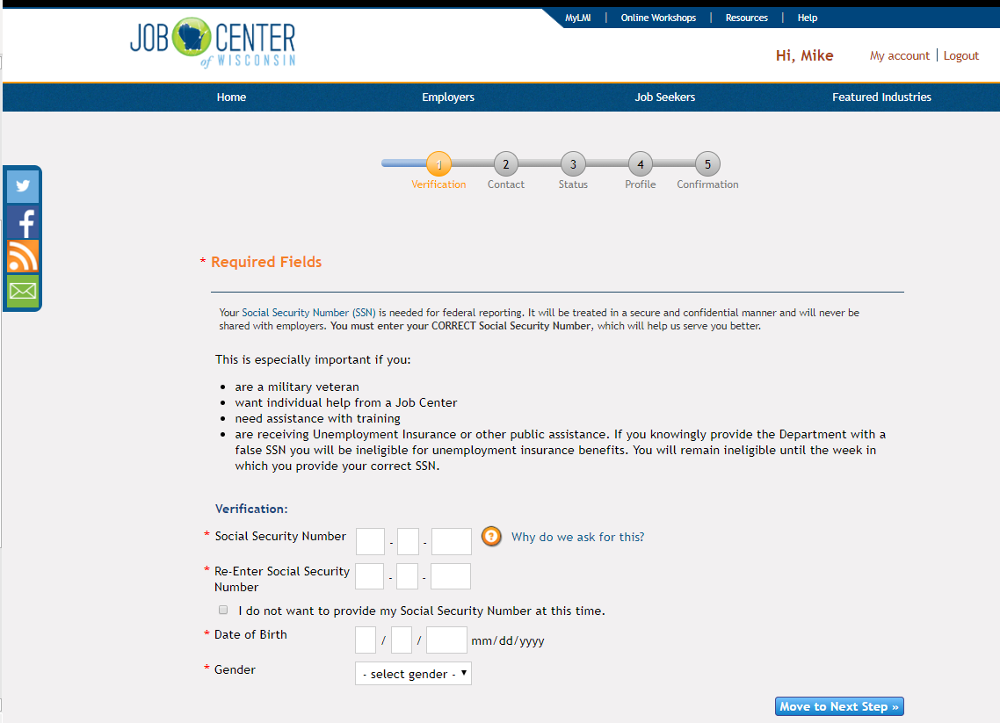 MyLMI | Online Workshops | Resources | Help
JOB CENTER
of WISCONSIN
Hi, Mike My account | Logout
Home Employers Job Seekers Featured Industries
1 2 3 4 5
Verification Contact Status Profile Confirmation
* Required Fields
Your Social Security Number (SSN) is needed for federal reporting. It will be treated in a secure and confidential manner and will never be
shared with employers. You must enter your CORRECT Social Security Number, which will help us serve you better.
This is especially important if you:
• are a military veteran
• want individual help from a Job Center
• need assistance with training
• are receiving Unemployment Insurance or other public assistance. If you knowingly provide the Department with a
false SSN you will be ineligible for unemployment insurance benefits. You will remain ineligible until the week in
which you provide your correct SSN.
Verification:
* Social Security Number - - ? Why do we ask for this?
* Re-Enter Social Security
Number - -
I do not want to provide my Social Security Number at this time.
* Date of Birth / / mm/dd/yyyy
* Gender - select gender -
Move to Next Step »